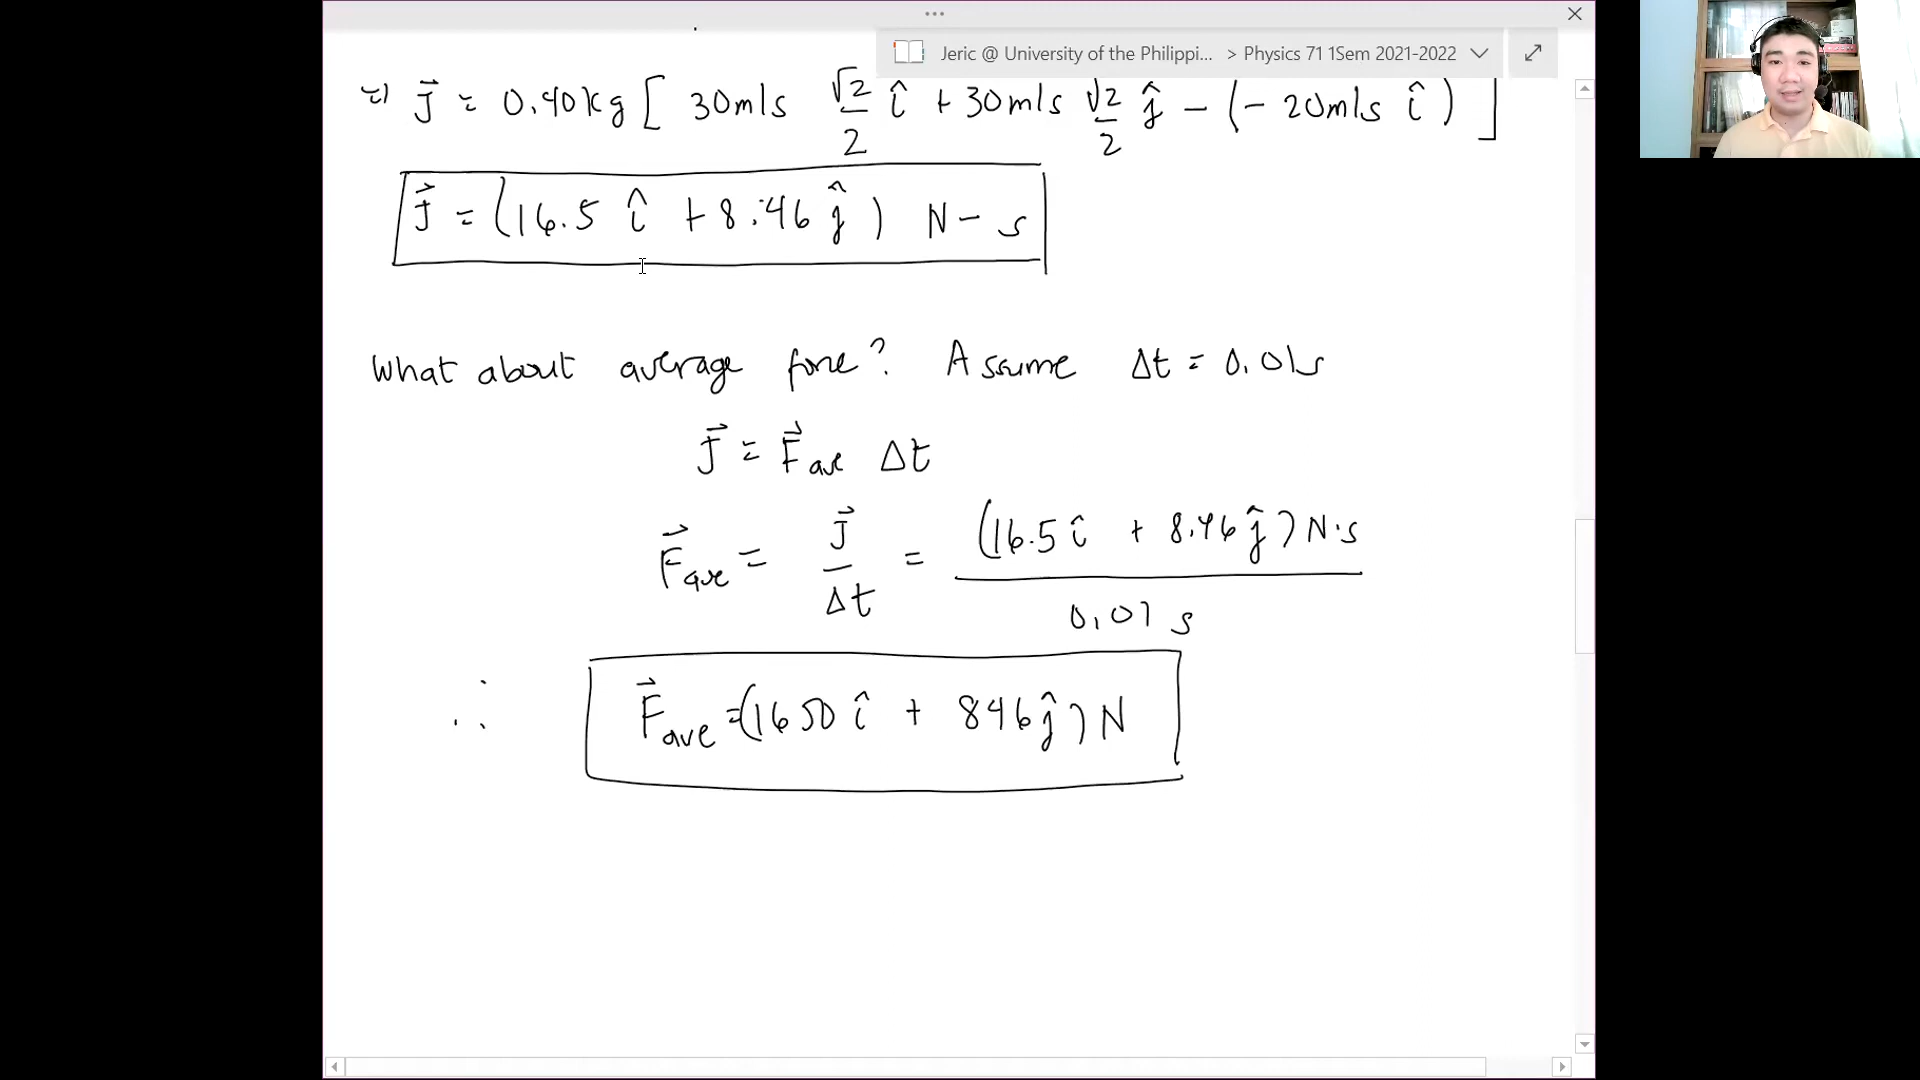 Jeric @ University of the Philippi... > Physics 71 1Sem 2021-2022
=) J⃗ = 0.40kg [ 30m/s √2/2 î + 30m/s √2/2 ĵ - (- 20m/s î ) ]
J⃗ = (16.5 î + 8.46 ĵ ) N - s
What about average force? Assume Δt = 0.01s
J⃗ = F⃗ave Δt
F⃗ave = J⃗/Δt = (16.5 î + 8.46 ĵ ) N·s / 0.01 s
∴ F⃗ave = (1650 î + 846 ĵ ) N